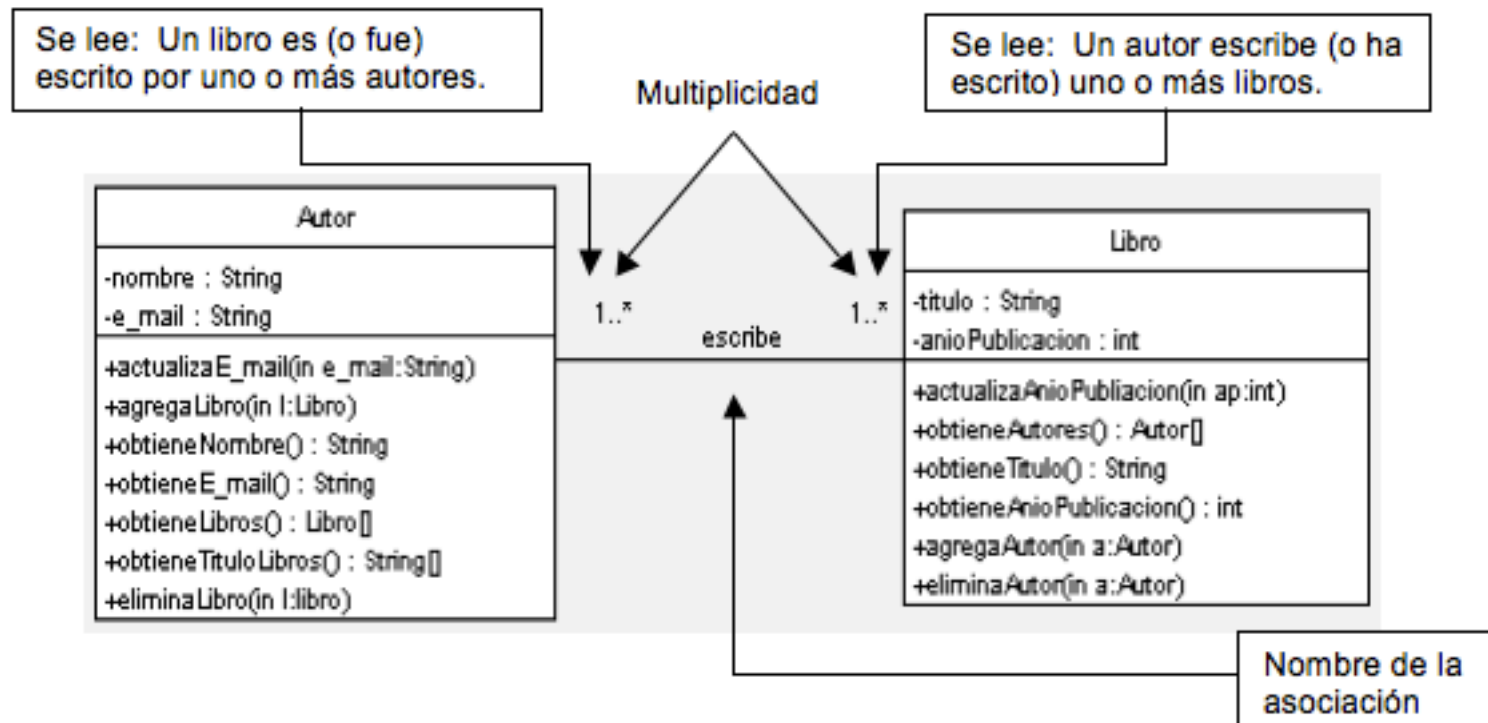 Se lee: Un libro es (o fue)
escrito por uno o más autores.
Multiplicidad
Se lee: Un autor escribe (o ha
escrito) uno o más libros.
Autor
-nombre : String
-e_mail : String
+actualizaE_mail(in e_mail:String)
+agregaLibro(in l:Libro)
+obtieneNombre() : String
+obtieneE_mail() : String
+obtieneLibros() : Libro[]
+obtieneTituloLibros() : String[]
+eliminaLibro(in l:libro)
1..*
escribe
1..*
Libro
-titulo : String
-anioPublicacion : int
+actualizaAnioPubliacion(in ap:int)
+obtieneAutores() : Autor[]
+obtieneTitulo() : String
+obtieneAnioPublicacion() : int
+agregaAutor(in a:Autor)
+eliminaAutor(in a:Autor)
Nombre de la
asociación